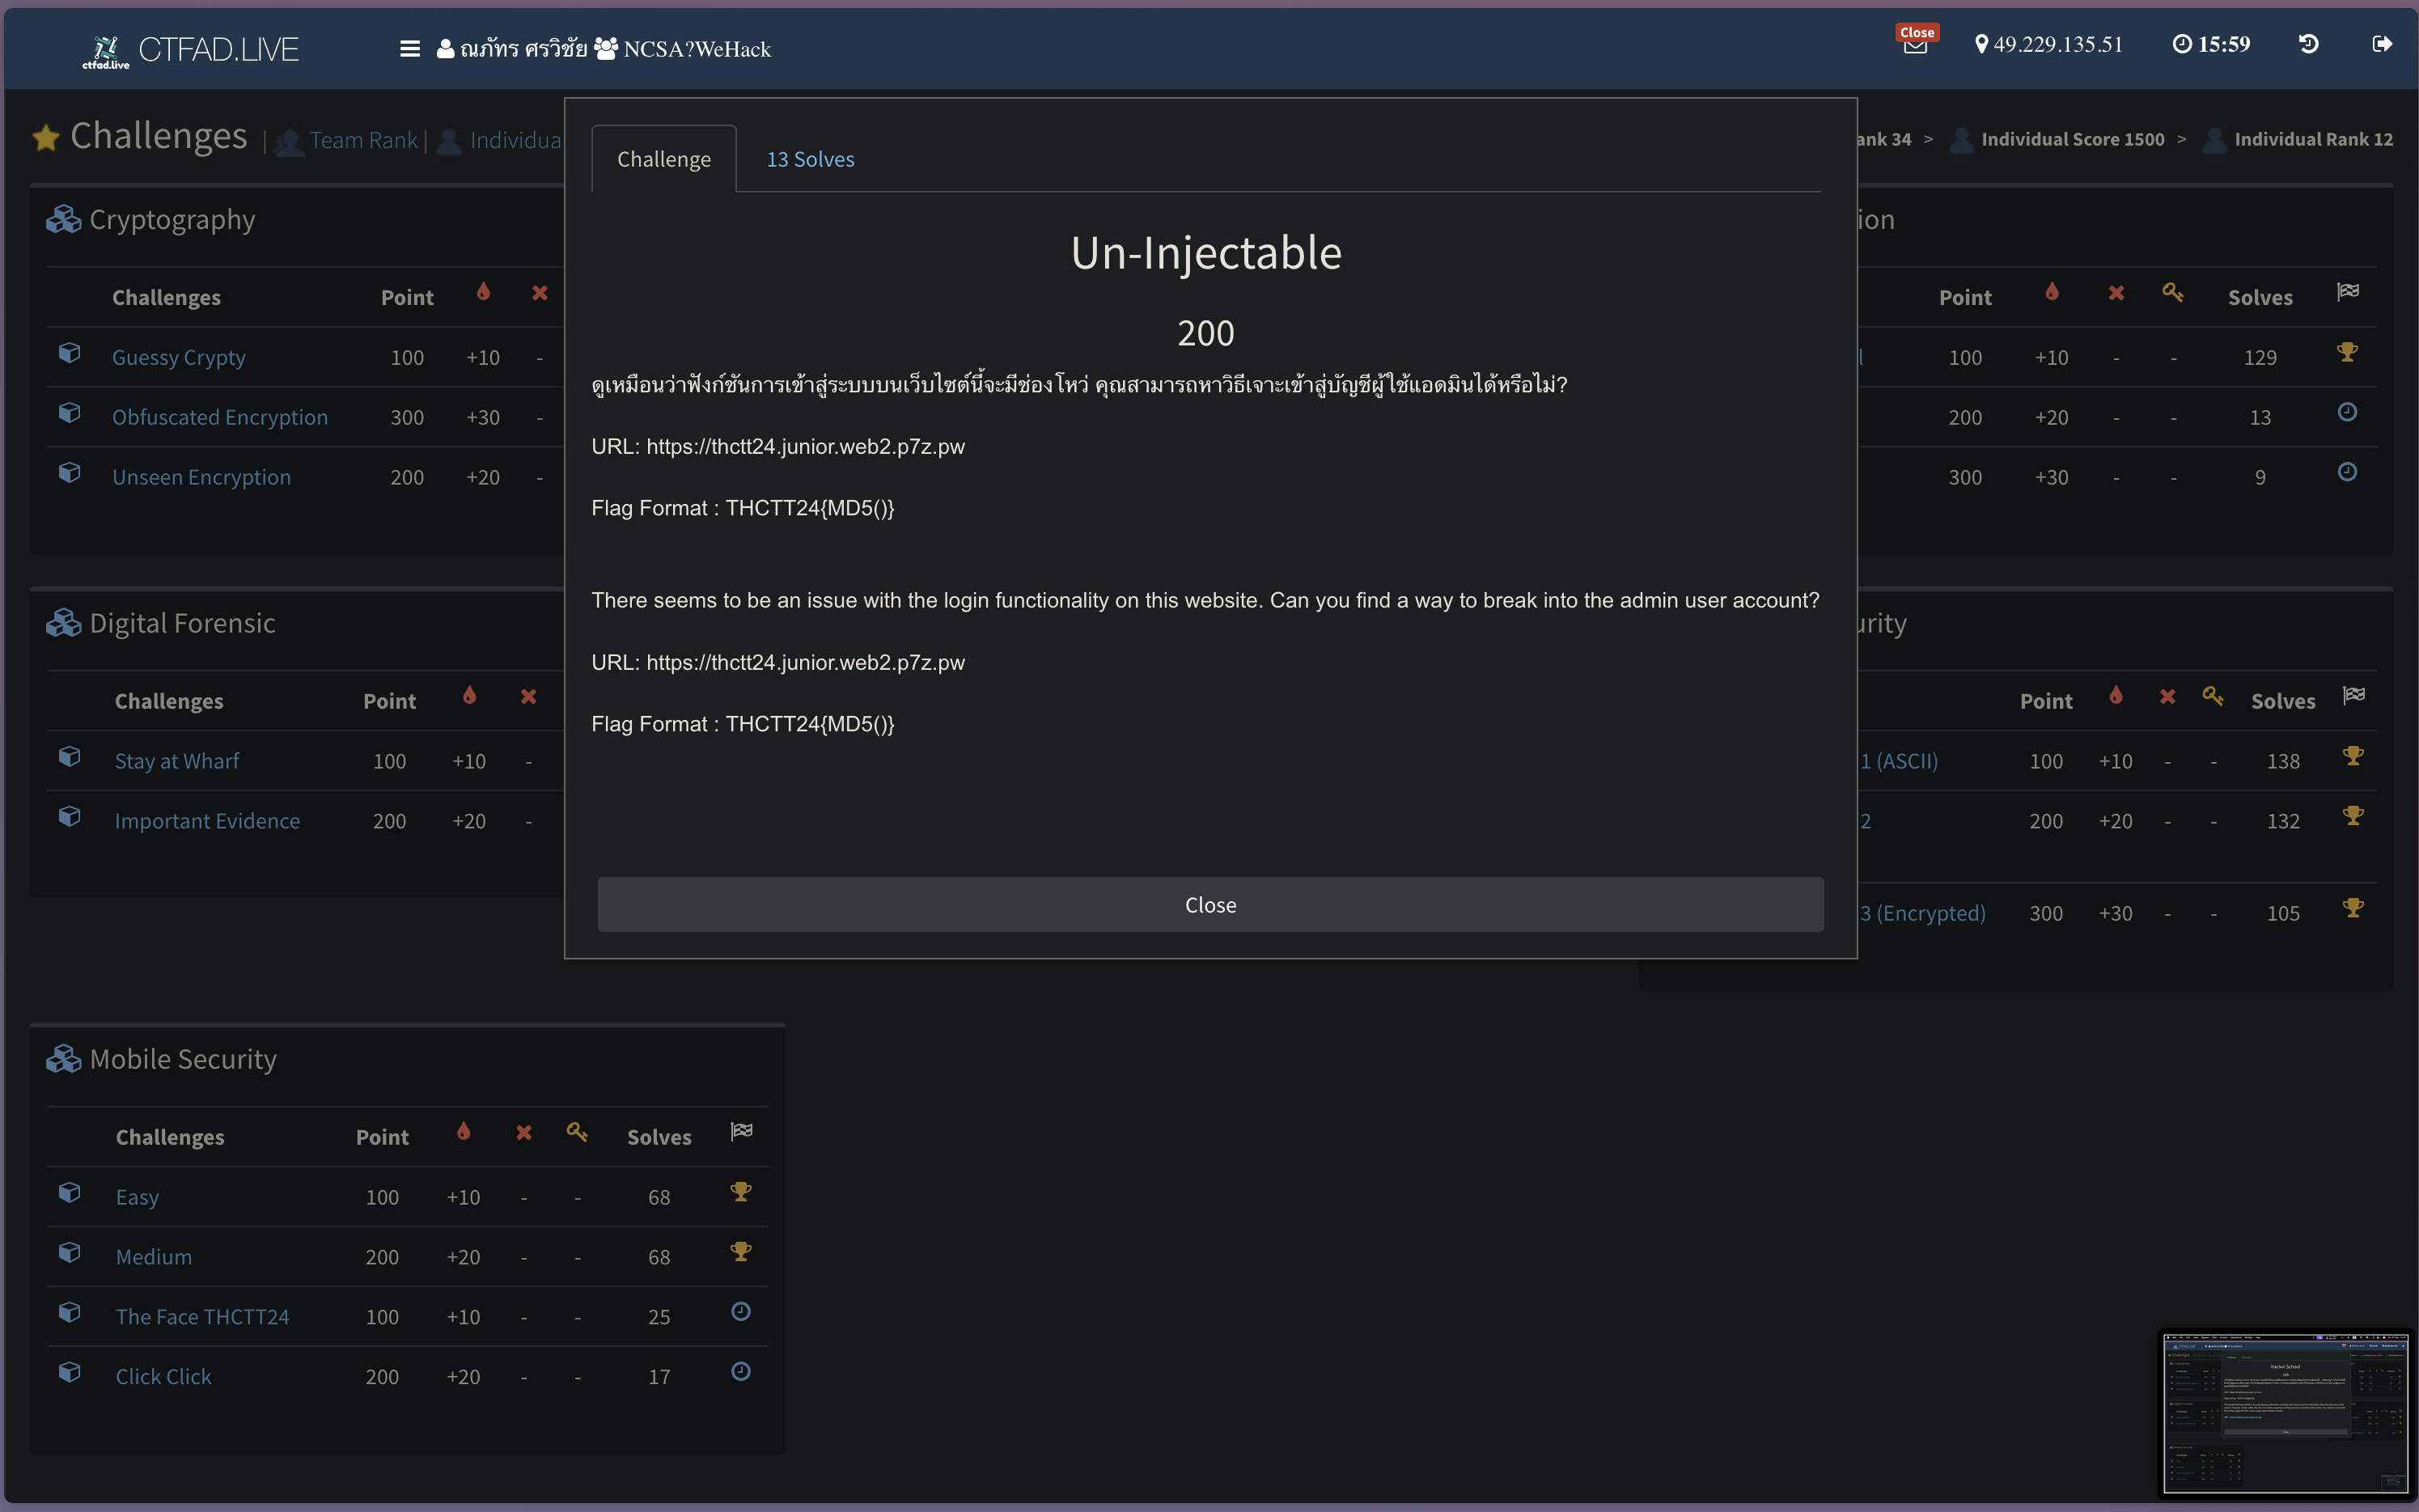 ctfad.live CTFAD.LIVE ณภัทร ศรวิชัย NCSA?WeHack Close 49.229.135.51 15:59
Challenges | Team Rank | Individua
ank 34 > Individual Score 1500 > Individual Rank 12
Challenge 13 Solves
Un-Injectable
200
ดูเหมือนว่าฟังก์ชันการเข้าสู่ระบบบนเว็บไซต์นี้จะมีช่องโหว่ คุณสามารถหาวิธีเจาะเข้าสู่บัญชีผู้ใช้แอดมินได้หรือไม่?
URL: https://thctt24.junior.web2.p7z.pw
Flag Format : THCTT24{MD5()}
There seems to be an issue with the login functionality on this website. Can you find a way to break into the admin user account?
URL: https://thctt24.junior.web2.p7z.pw
Flag Format : THCTT24{MD5()}
Close
Cryptography
Challenges Point
Guessy Crypty 100 +10 -
Obfuscated Encryption 300 +30 -
Unseen Encryption 200 +20 -
ion
Point Solves
l 100 +10 - - 129
200 +20 - - 13
300 +30 - - 9
Digital Forensic
Challenges Point
Stay at Wharf 100 +10 -
Important Evidence 200 +20 -
urity
Point Solves
1 (ASCII) 100 +10 - - 138
2 200 +20 - - 132
3 (Encrypted) 300 +30 - - 105
Mobile Security
Challenges Point Solves
Easy 100 +10 - - 68
Medium 200 +20 - - 68
The Face THCTT24 100 +10 - - 25
Click Click 200 +20 - - 17
Hacker School